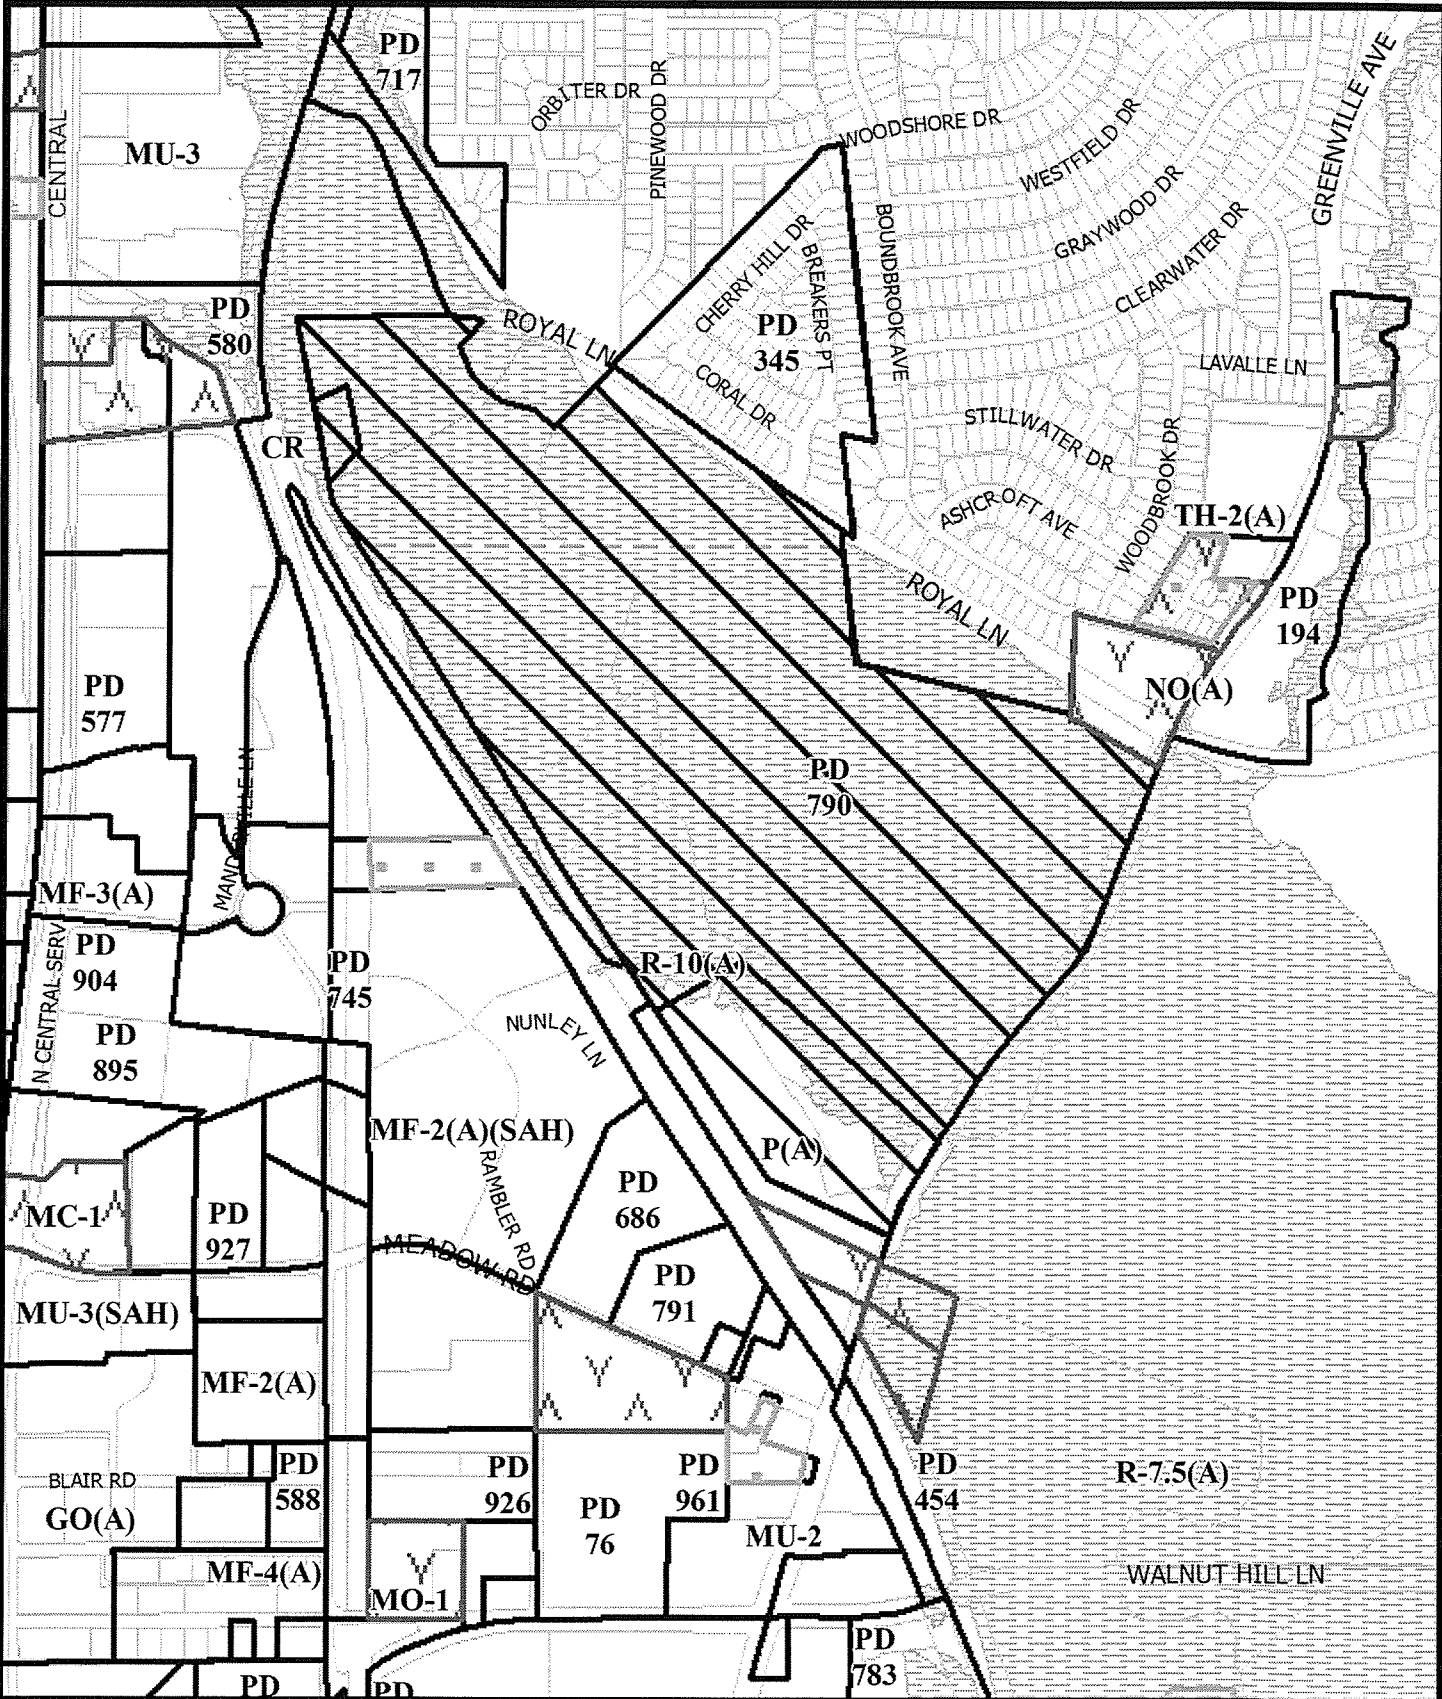 PD
717
ORBITER DR
PINEWOOD DR
WOODSHORE DR
WESTFIELD DR
GREENVILLE AVE
CENTRAL
MU-3
GRAYWOOD DR
CLEARWATER DR
CHERRY HILL DR
BREAKERS PT
BOUNDBROOK AVE
PD
580
ROYAL LN
PD
345
CORAL DR
LAVALLE LN
STILLWATER DR
WOODBROOK DR
CR
ASHCROFT AVE
TH-2(A)
ROYAL LN
PD
194
PD
577
NO(A)
PD
790
MF-3(A)
PD
904
N CENTRAL SERV
PD
745
R-10(A)
NUNLEY LN
PD
895
MF-2(A)(SAH)
P(A)
RAMBLER RD
PD
686
MC-1
PD
927
MEADOW RD
PD
791
MU-3(SAH)
MF-2(A)
BLAIR RD
GO(A)
PD
588
PD
926
PD
961
PD
76
PD
454
R-7.5(A)
MU-2
MF-4(A)
MO-1
WALNUT HILL LN
PD
783
PD
PD